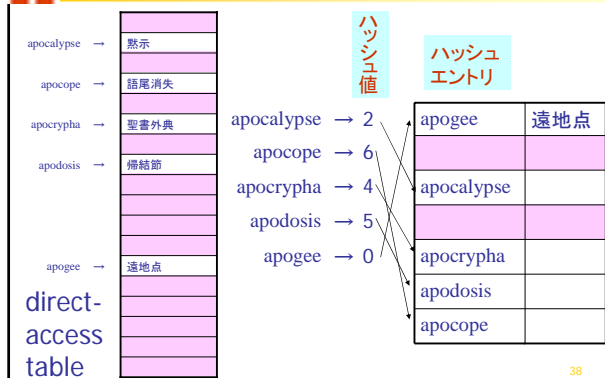 apocalypse → 黙示
apocope → 語尾消失
apocrypha → 聖書外典
apodosis → 帰結節
apogee → 遠地点
direct-
access
table
ハッシュ値
apocalypse → 2
apocope → 6
apocrypha → 4
apodosis → 5
apogee → 0
ハッシュ
エントリ
apogee 遠地点
apocalypse
apocrypha
apodosis
apocope
38